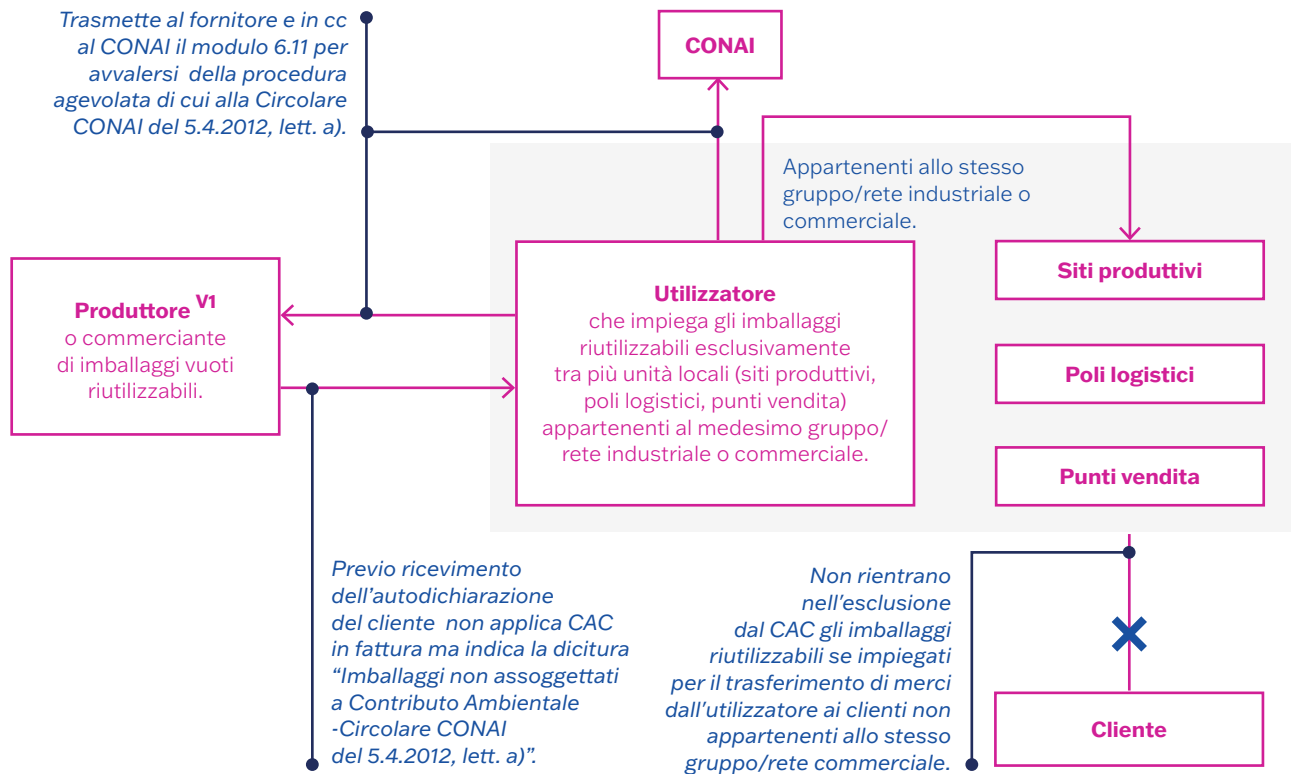 Trasmette al fornitore e in cc
al CONAI il modulo 6.11 per
avvalersi della procedura
agevolata di cui alla Circolare
CONAI del 5.4.2012, lett. a).
CONAI
Appartenenti allo stesso
gruppo/rete industriale o
commerciale.
Produttore V1
o commerciante
di imballaggi vuoti
riutilizzabili.
Utilizzatore
che impiega gli imballaggi
riutilizzabili esclusivamente
tra più unità locali (siti produttivi,
poli logistici, punti vendita)
appartenenti al medesimo gruppo/
rete industriale o commerciale.
Siti produttivi
Poli logistici
Punti vendita
Previo ricevimento
dell'autodichiarazione
del cliente non applica CAC
in fattura ma indica la dicitura
“Imballaggi non assoggettati
a Contributo Ambientale
-Circolare CONAI
del 5.4.2012, lett. a)”.
Non rientrano
nell'esclusione
dal CAC gli imballaggi
riutilizzabili se impiegati
per il trasferimento di merci
dall'utilizzatore ai clienti non
appartenenti allo stesso
gruppo/rete commerciale.
Cliente